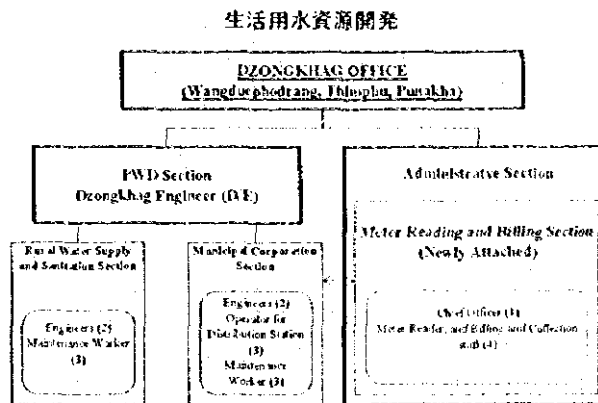 生活用水資源開発
DZONGKHAG OFFICE
(Wangduephodrang, Thimphu, Punakha)
PWD Section
Dzongkhag Engineer (D/E)
Administratve Section
Rural Water Supply
and Sanitation Section
Municipal Corporation
Section
Meter Reading and Billing Section
(Newly Attached)
Engineers (2)
Maintenance Worker
(3)
Engineers (2)
Operator for
Distribution Station
(3)
Maintenance
Worker (3)
Chief Officer (1)
Meter Reader, and Billing and Collection
staff (4)